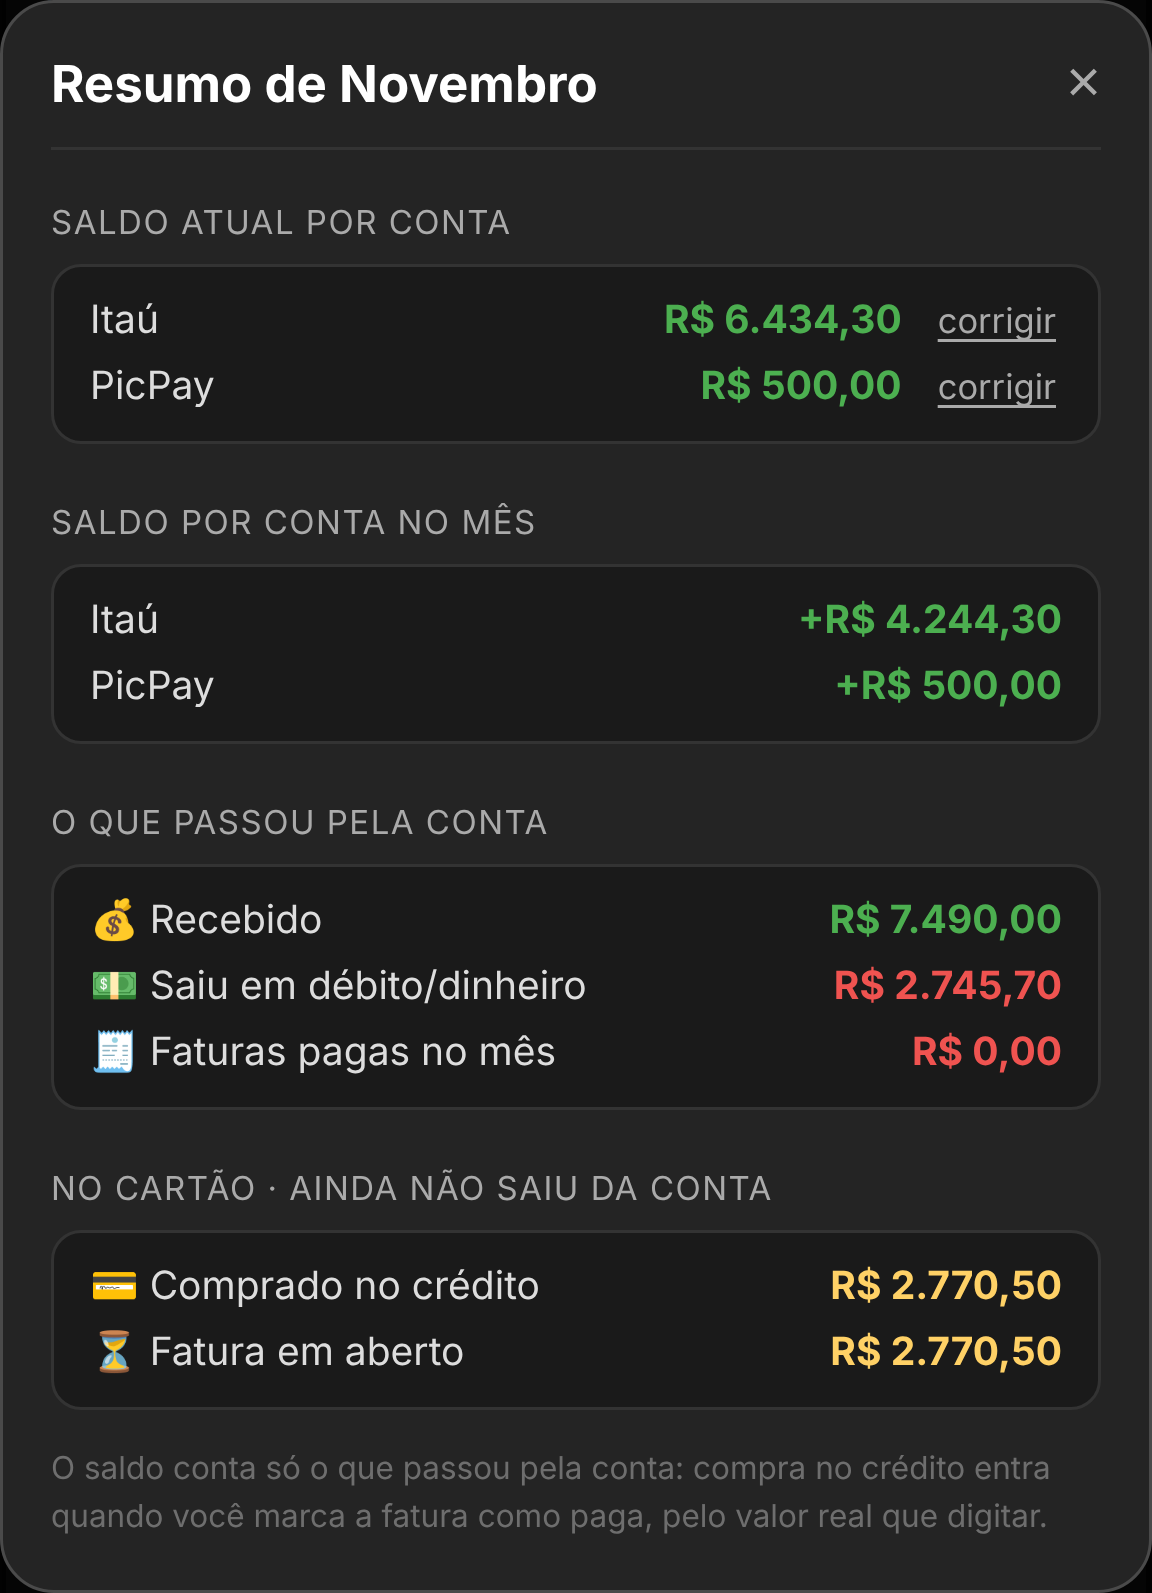 Resumo de Novembro ✕
SALDO ATUAL POR CONTA
Itaú R$ 6.434,30 corrigir
PicPay R$ 500,00 corrigir
SALDO POR CONTA NO MÊS
Itaú +R$ 4.244,30
PicPay +R$ 500,00
O QUE PASSOU PELA CONTA
💰 Recebido R$ 7.490,00
💵 Saiu em débito/dinheiro R$ 2.745,70
🧾 Faturas pagas no mês R$ 0,00
NO CARTÃO · AINDA NÃO SAIU DA CONTA
💳 Comprado no crédito R$ 2.770,50
⏳ Fatura em aberto R$ 2.770,50
O saldo conta só o que passou pela conta: compra no crédito entra
quando você marca a fatura como paga, pelo valor real que digitar.